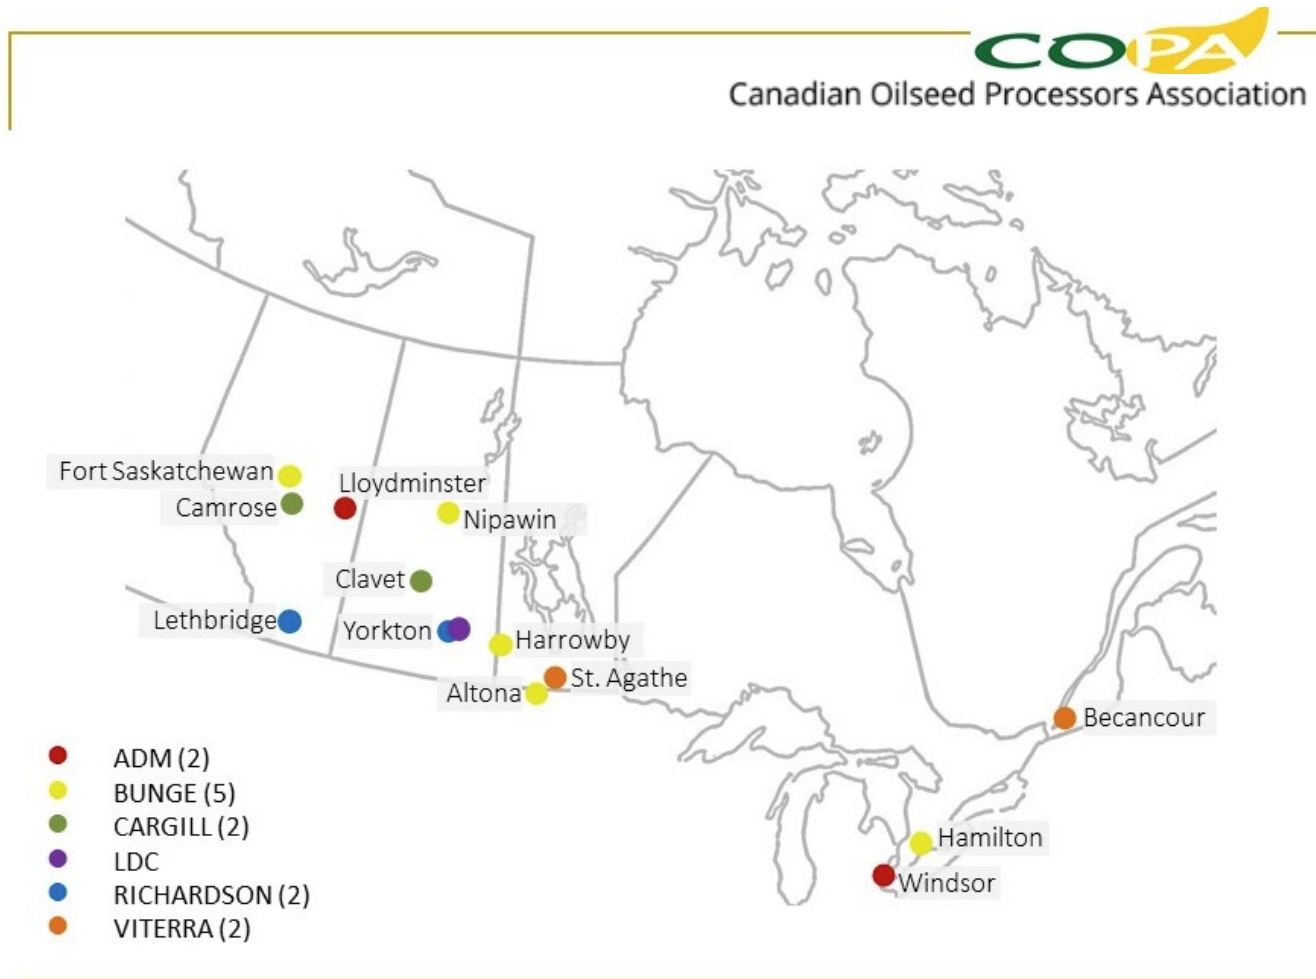 COPA
Canadian Oilseed Processors Association
Fort Saskatchewan
Camrose
Lloydminster
Nipawin
Clavet
Lethbridge
Yorkton
Harrowby
St. Agathe
Altona
Becancour
Hamilton
Windsor
ADM (2)
BUNGE (5)
CARGILL (2)
LDC
RICHARDSON (2)
VITERRA (2)